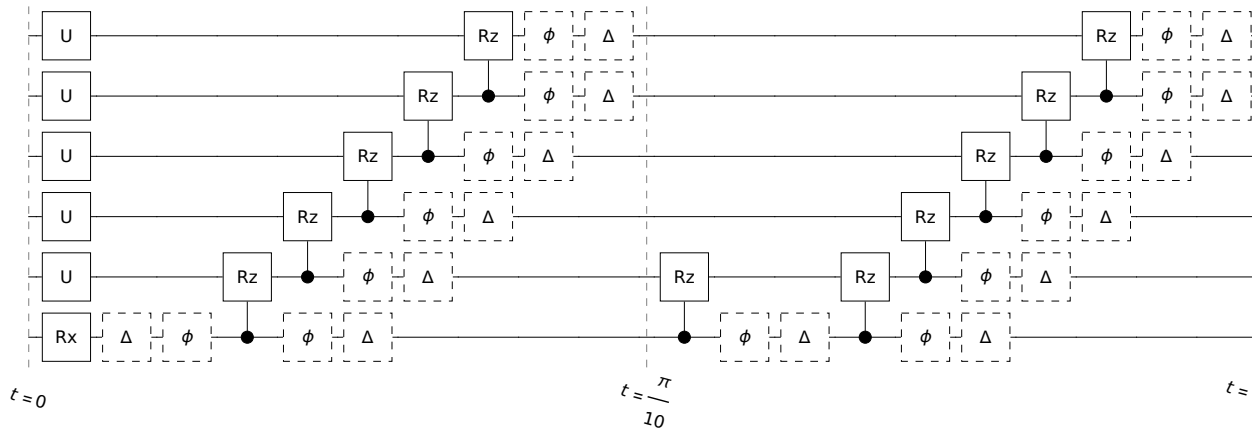 U Rz ϕ Δ Rz ϕ Δ
U Rz ϕ Δ Rz ϕ Δ
U Rz ϕ Δ Rz ϕ Δ
U Rz ϕ Δ Rz ϕ Δ
U Rz ϕ Δ Rz Rz ϕ Δ
Rx Δ ϕ ϕ Δ ϕ Δ ϕ Δ
t = 0
t = π/10
t =